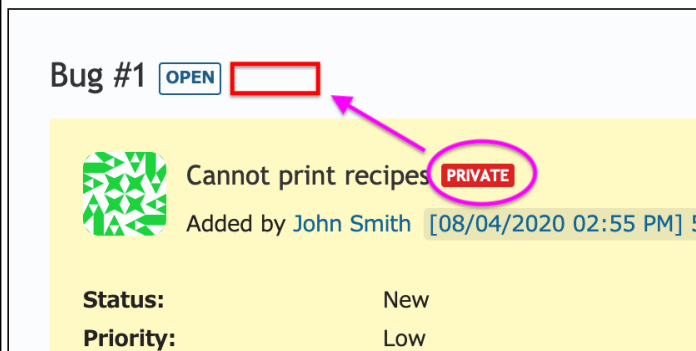 Bug #1 OPEN
Cannot print recipes PRIVATE
Added by John Smith [08/04/2020 02:55 PM]
Status: New
Priority: Low